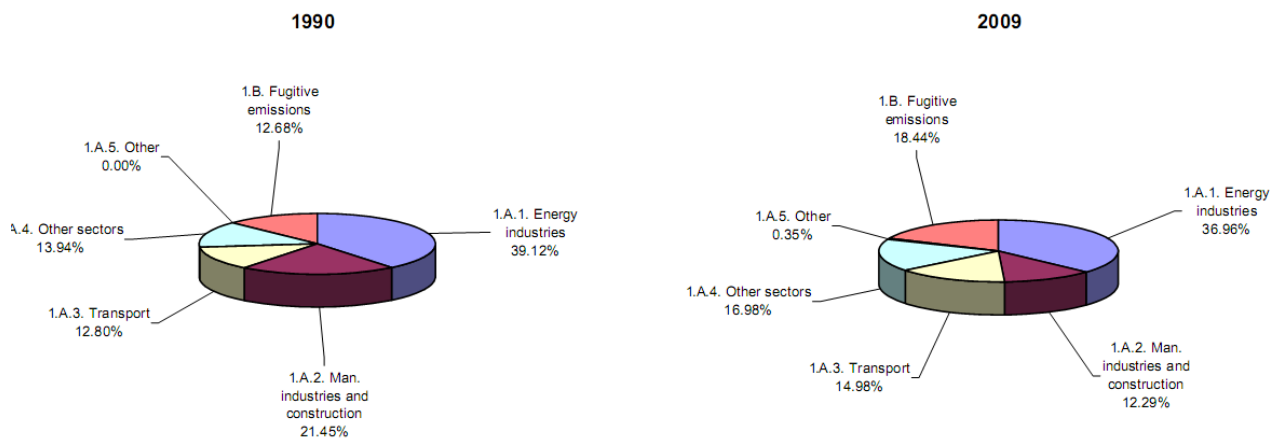 1990
1.B. Fugitive
emissions
12.68%
1.A.5. Other
0.00%
A.4. Other sectors
13.94%
1.A.3. Transport
12.80%
1.A.2. Man.
industries and
construction
21.45%
1.A.1. Energy
industries
39.12%
2009
1.B. Fugitive
emissions
18.44%
1.A.5. Other
0.35%
1.A.4. Other sectors
16.98%
1.A.3. Transport
14.98%
1.A.2. Man.
industries and
construction
12.29%
1.A.1. Energy
industries
36.96%